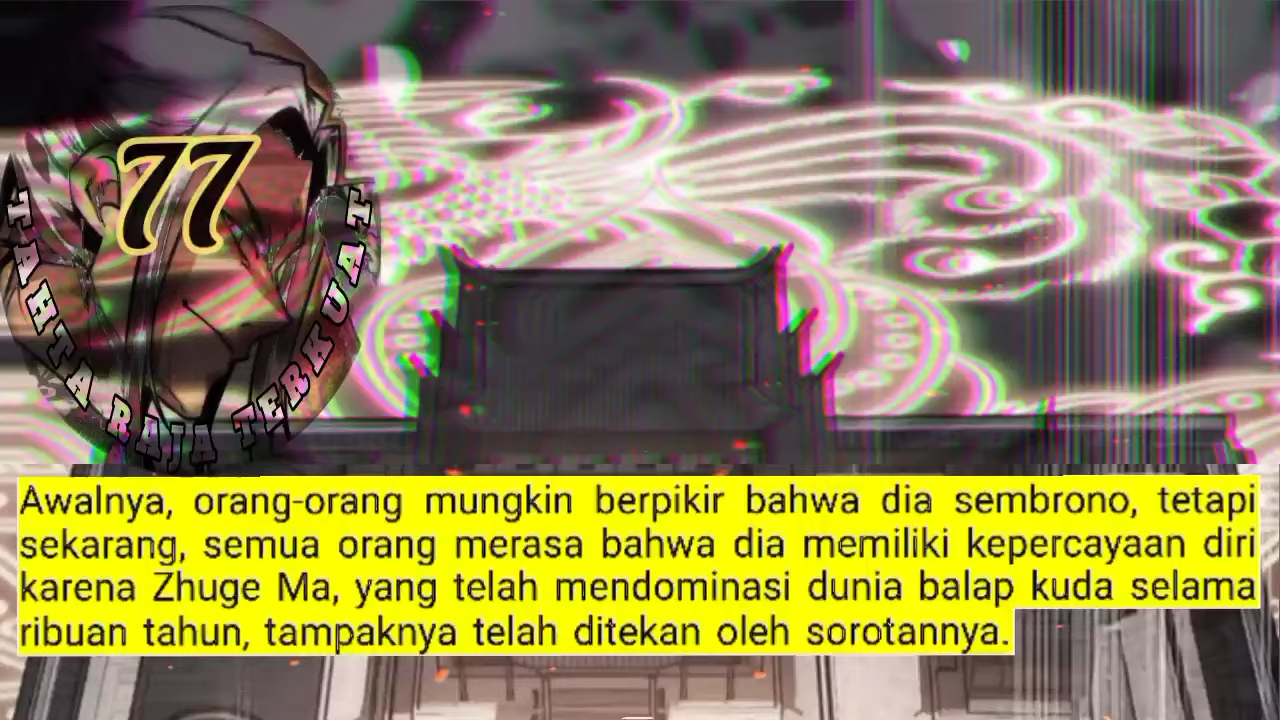 77
TAHTA RAJA TERKUAT
Awalnya, orang-orang mungkin berpikir bahwa dia sembrono, tetapi
sekarang, semua orang merasa bahwa dia memiliki kepercayaan diri
karena Zhuge Ma, yang telah mendominasi dunia balap kuda selama
ribuan tahun, tampaknya telah ditekan oleh sorotannya.